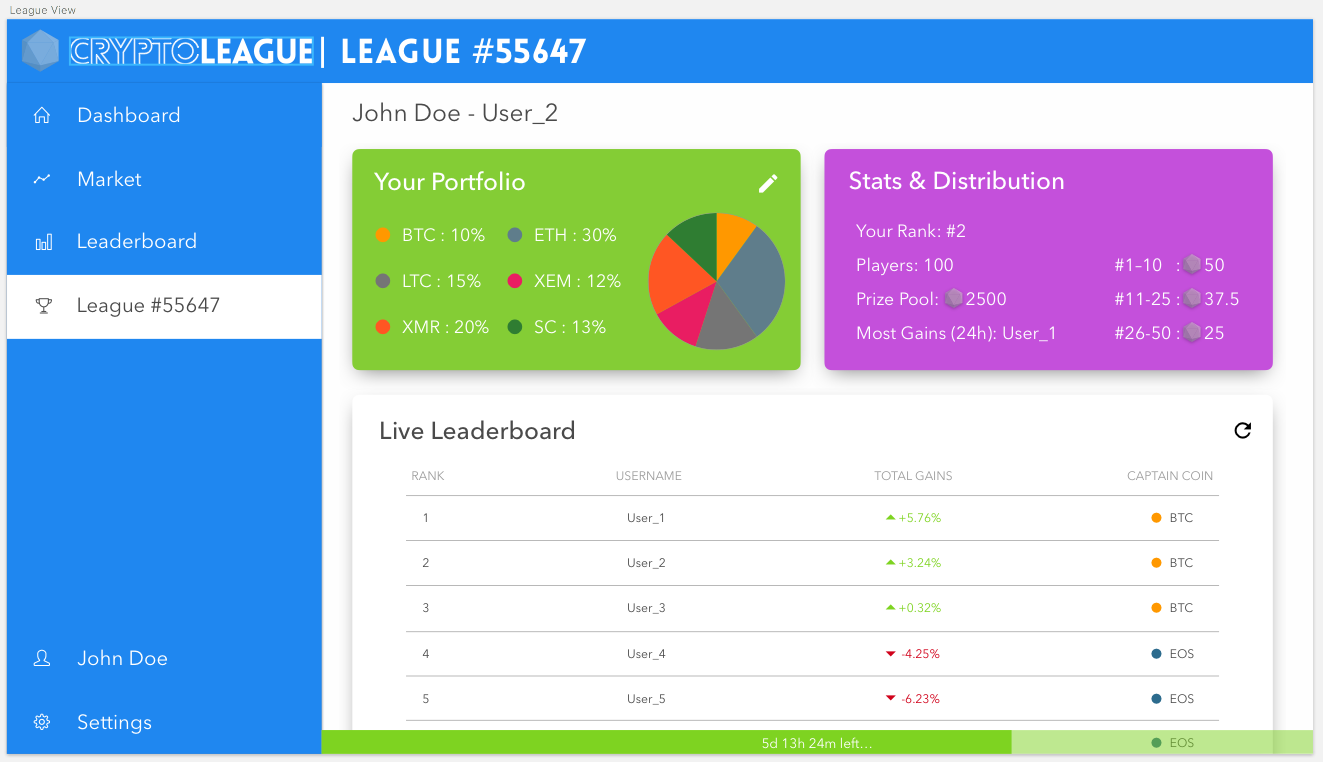 League View
CRYPTOLEAGUE | LEAGUE #55647
Dashboard
Market
Leaderboard
League #55647
John Doe
Settings
John Doe - User_2
Your Portfolio
BTC : 10% ETH : 30%
LTC : 15% XEM : 12%
XMR : 20% SC : 13%
Stats & Distribution
Your Rank: #2
Players: 100 #1–10 : 50
Prize Pool: 2500 #11-25 : 37.5
Most Gains (24h): User_1 #26-50 : 25
Live Leaderboard
RANK USERNAME TOTAL GAINS CAPTAIN COIN
1 User_1 +5.76% BTC
2 User_2 +3.24% BTC
3 User_3 +0.32% BTC
4 User_4 -4.25% EOS
5 User_5 -6.23% EOS
5d 13h 24m left... EOS